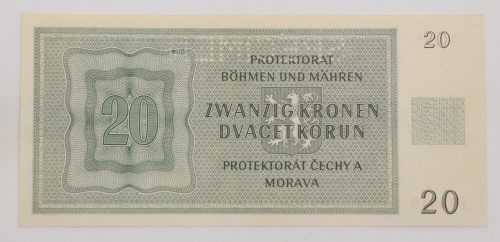 20
PROTEKTORAT
BÖHMEN UND MÄHREN
20
ZWANZIG KRONEN
DVACET KORUN
PROTEKTORÁT ČECHY A
MORAVA
20